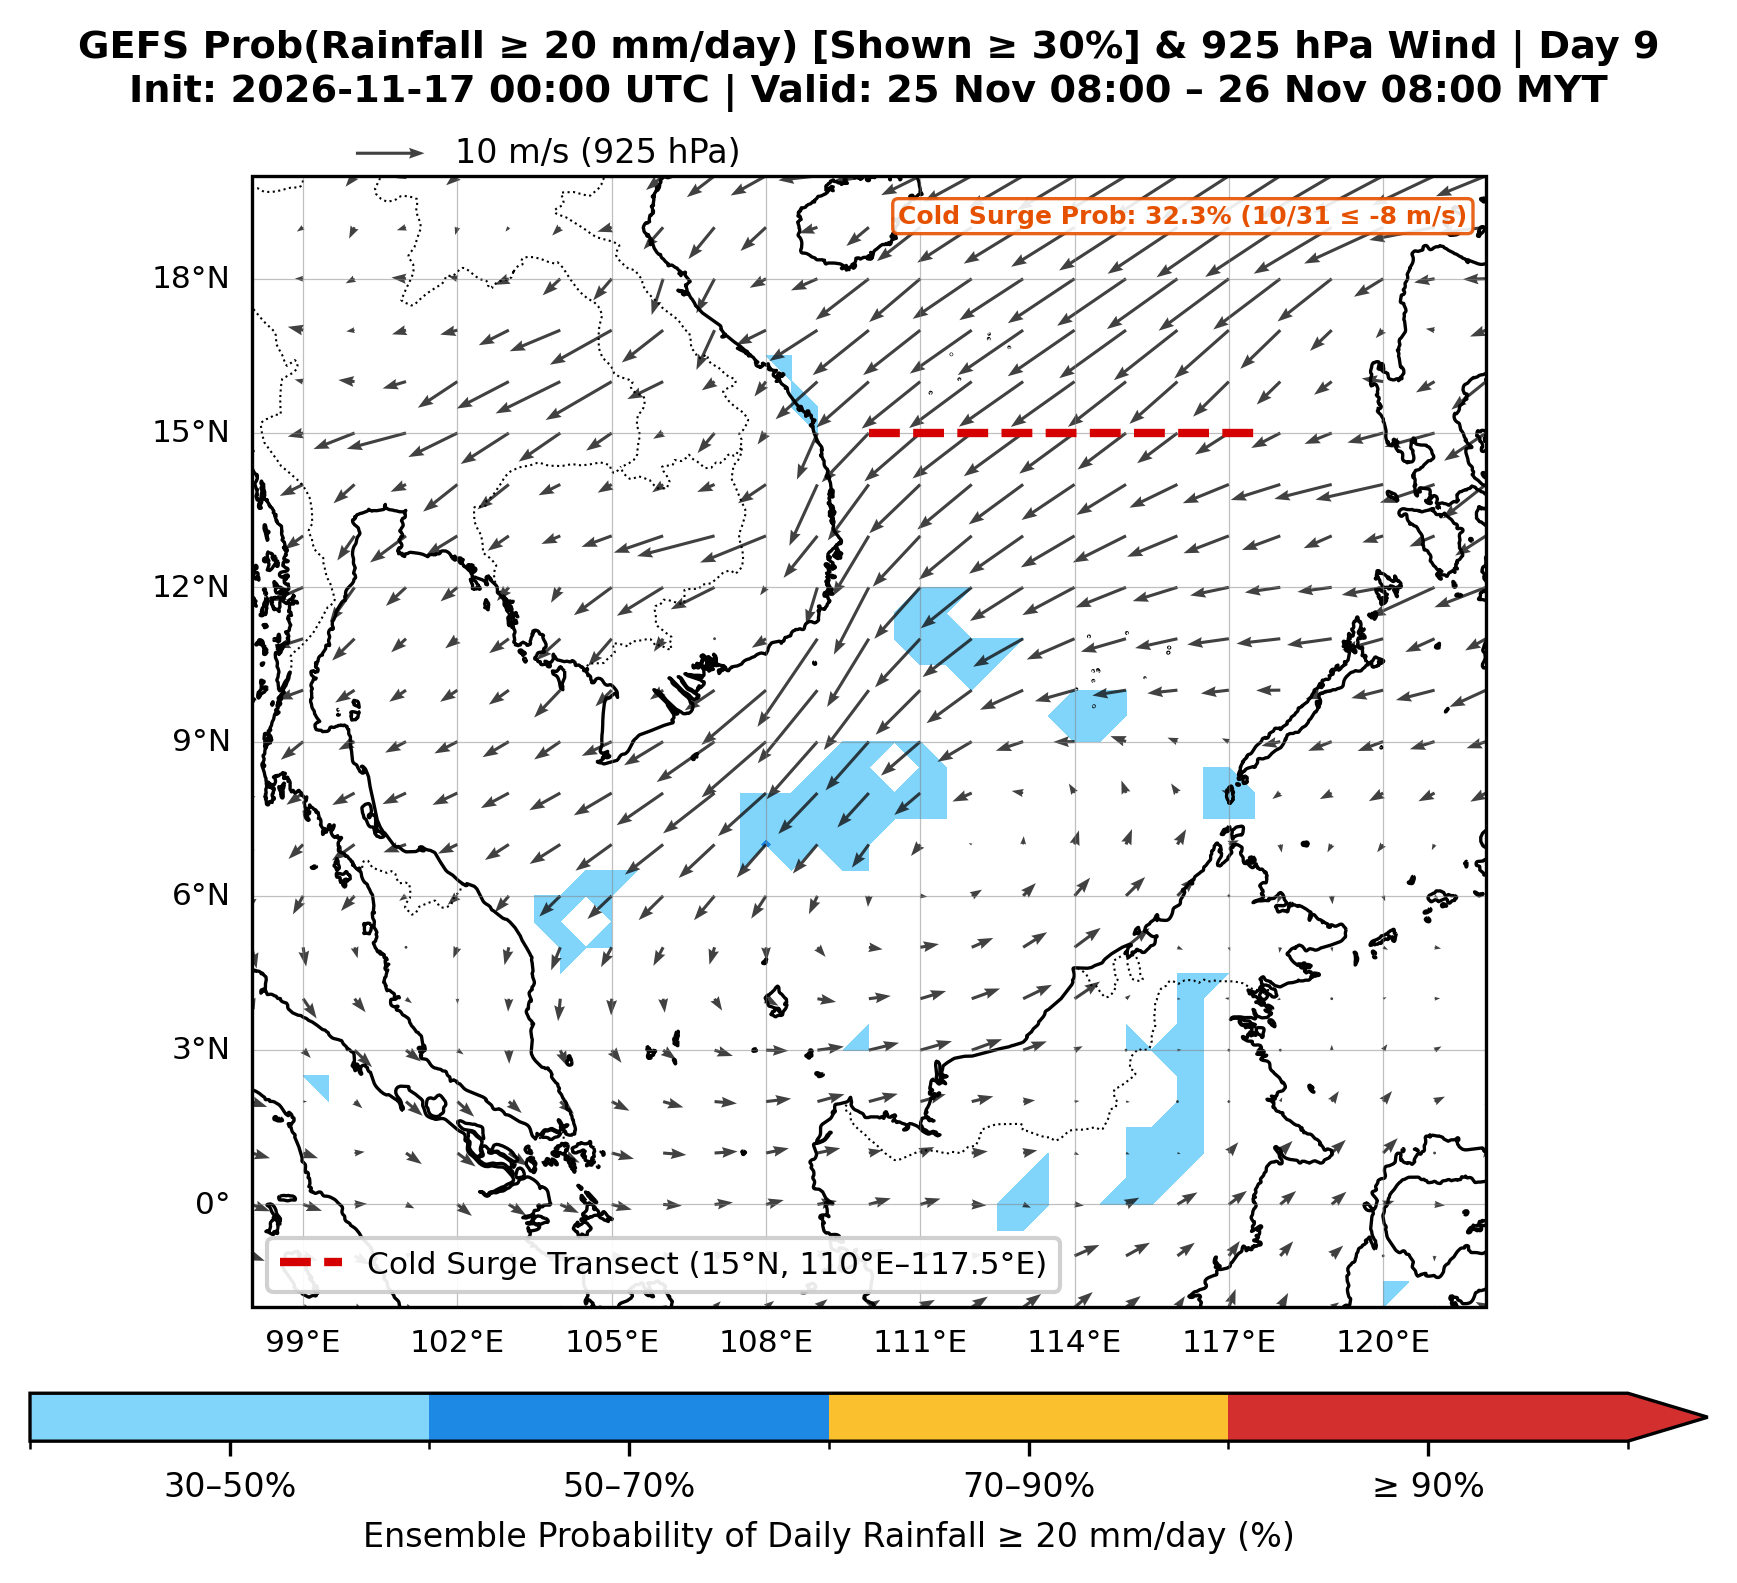 GEFS Prob(Rainfall ≥ 20 mm/day) [Shown ≥ 30%] & 925 hPa Wind | Day 9
Init: 2026-11-17 00:00 UTC | Valid: 25 Nov 08:00 – 26 Nov 08:00 MYT
10 m/s (925 hPa)
Cold Surge Prob: 32.3% (10/31 ≤ -8 m/s)
18°N
15°N
12°N
9°N
6°N
3°N
0°
Cold Surge Transect (15°N, 110°E–117.5°E)
99°E 102°E 105°E 108°E 111°E 114°E 117°E 120°E
30–50% 50–70% 70–90% ≥ 90%
Ensemble Probability of Daily Rainfall ≥ 20 mm/day (%)